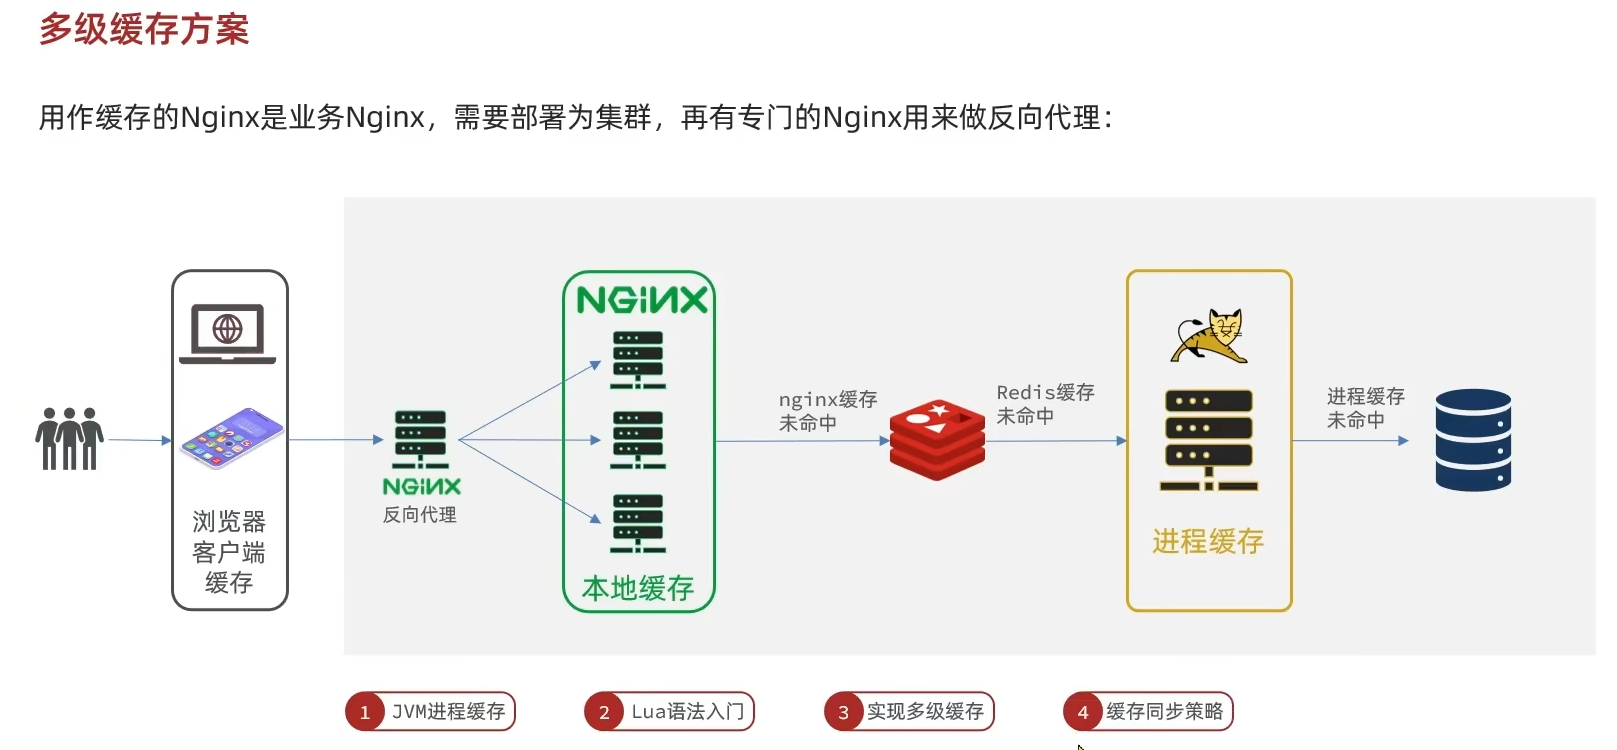 多级缓存方案
用作缓存的Nginx是业务Nginx，需要部署为集群，再有专门的Nginx用来做反向代理：
浏览器
客户端
缓存
NGINX
反向代理
NGINX
本地缓存
nginx缓存
未命中
Redis缓存
未命中
进程缓存
进程缓存
未命中
1 JVM进程缓存
2 Lua语法入门
3 实现多级缓存
4 缓存同步策略